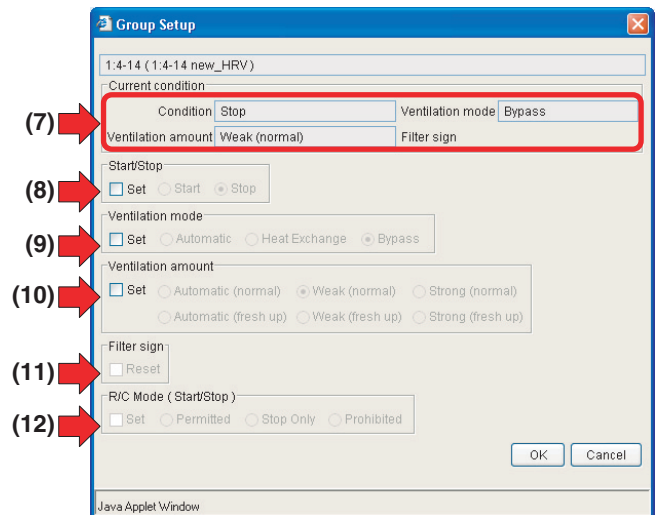 Group Setup
1:4-14 (1:4-14 new_HRV)
Current condition
(7)
Condition Stop Ventilation mode Bypass
Ventilation amount Weak (normal) Filter sign
Start/Stop
(8)
Set Start Stop
Ventilation mode
(9)
Set Automatic Heat Exchange Bypass
Ventilation amount
(10)
Set Automatic (normal) Weak (normal) Strong (normal)
Automatic (fresh up) Weak (fresh up) Strong (fresh up)
Filter sign
(11)
Reset
R/C Mode ( Start/Stop )
(12)
Set Permitted Stop Only Prohibited
OK Cancel
Java Applet Window